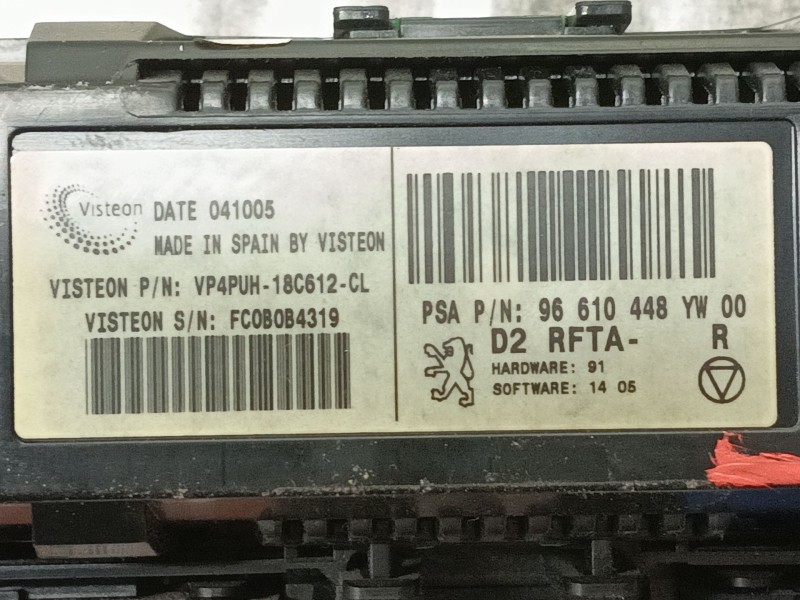 Visteon
DATE 041005
MADE IN SPAIN BY VISTEON
VISTEON P/N: VP4PUH-18C612-CL
VISTEON S/N: FC0B0B4319
PSA P/N: 96 610 448 YW 00
D2 RFTA- R
HARDWARE: 91
SOFTWARE: 14 05